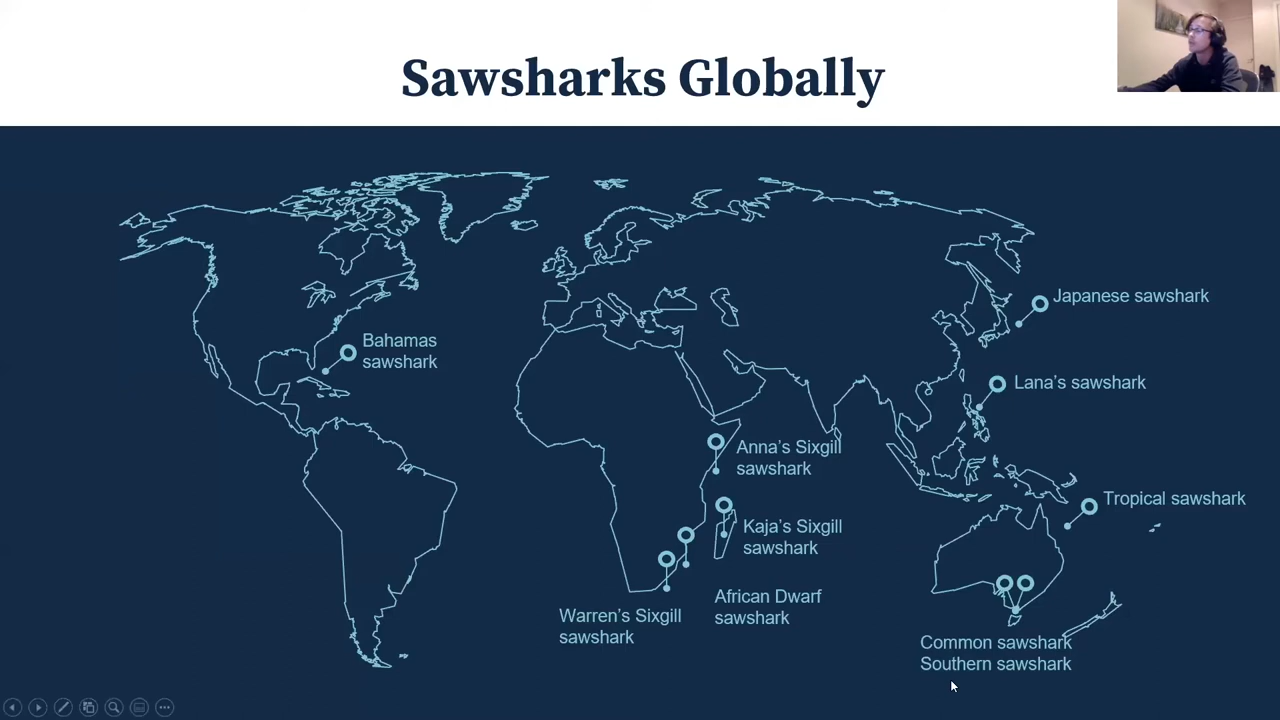 Sawsharks Globally
Japanese sawshark
Bahamas
sawshark
Lana's sawshark
Anna's Sixgill
sawshark
Tropical sawshark
Kaja's Sixgill
sawshark
African Dwarf
sawshark
Warren's Sixgill
sawshark
Common sawshark
Southern sawshark